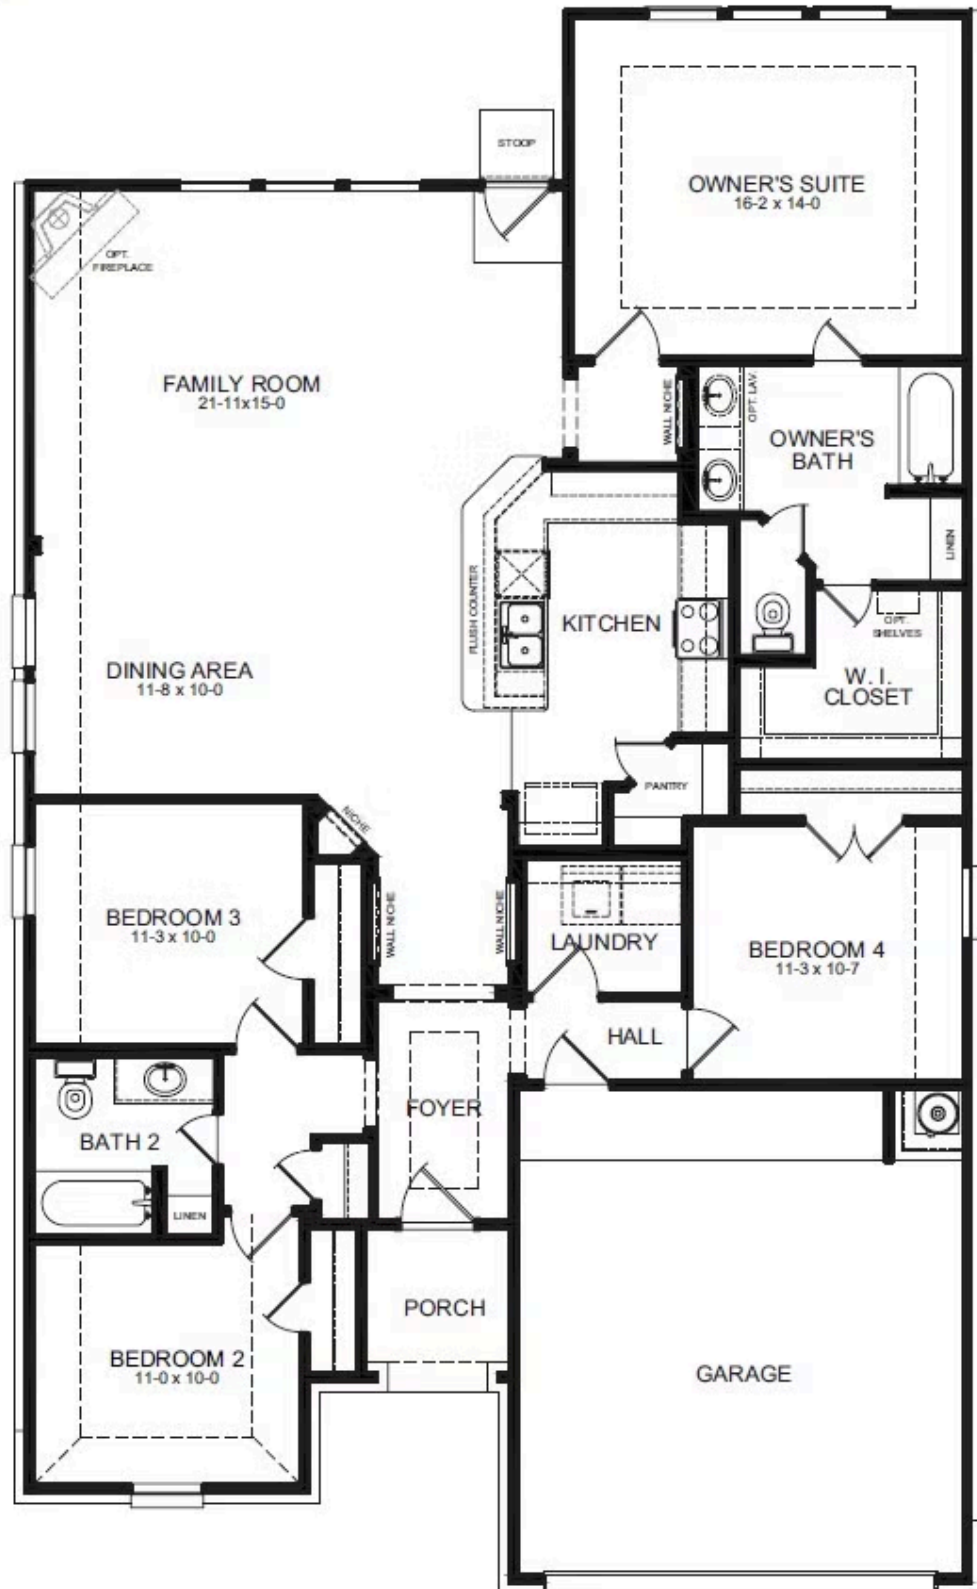 STOOP
OWNER'S SUITE
16-2 x 14-0
OPT.
FIREPLACE
FAMILY ROOM
21-11x15-0
WALL NICHE
OPT. LAV.
OWNER'S
BATH
LINEN
FLUSH COUNTER
KITCHEN
OPT.
SHELVES
DINING AREA
11-8 x 10-0
W. I.
CLOSET
PANTRY
NICHE
BEDROOM 3
11-3 x 10-0
WALL NICHE
WALL NICHE
LAUNDRY
BEDROOM 4
11-3 x 10-7
HALL
FOYER
BATH 2
LINEN
PORCH
BEDROOM 2
11-0 x 10-0
GARAGE